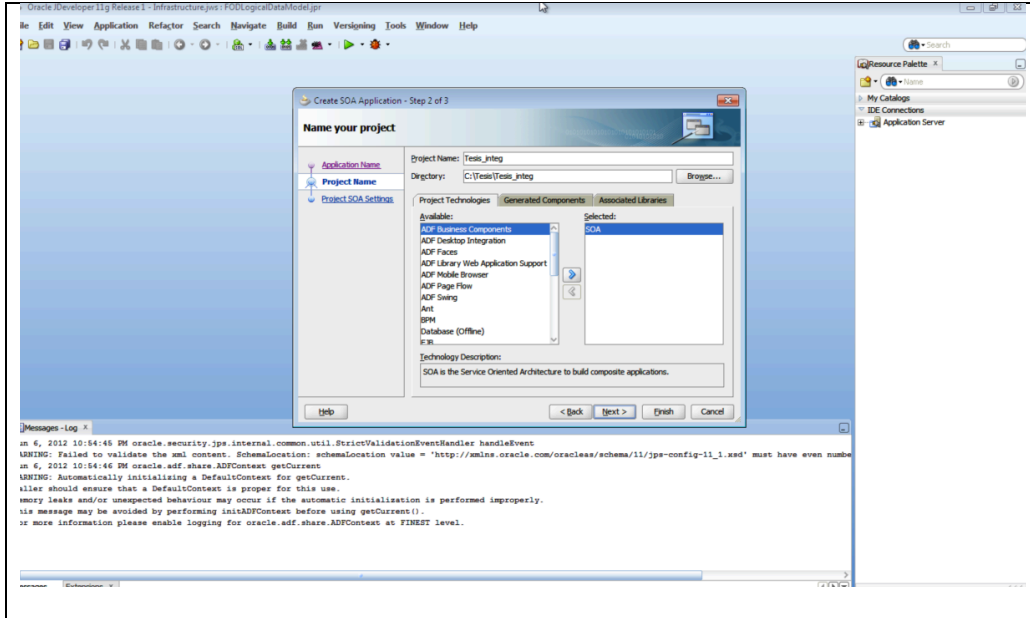 Oracle JDeveloper 11g Release 1 - Infrastructure.jws : FODLogicalDataModel.jpr
ile Edit View Application Refactor Search Navigate Build Run Versioning Tools Window Help
Search
Resource Palette x
Name
My Catalogs
IDE Connections
Application Server
Create SOA Application - Step 2 of 3
Name your project
Application Name
Project Name
Project SOA Settings
Project Name: Tesis_integ
Directory: C:\Tesis\Tesis_integ Browse...
Project Technologies Generated Components Associated Libraries
Available: Selected:
ADF Business Components SOA
ADF Desktop Integration
ADF Faces
ADF Library Web Application Support
ADF Mobile Browser
ADF Page Flow
ADF Swing
Ant
BPM
Database (Offline)
EJB
Technology Description:
SOA is the Service Oriented Architecture to build composite applications.
Help < Back Next > Finish Cancel
Messages - Log x
un 6, 2012 10:54:45 PM oracle.security.jps.internal.common.util.StrictValidationEventHandler handleEvent
ARNING: Failed to validate the xml content. SchemaLocation: schemaLocation value = 'http://xmlns.oracle.com/oracleas/schema/11/jps-config-11_1.xsd' must have even numbe
un 6, 2012 10:54:46 PM oracle.adf.share.ADFContext getCurrent
ARNING: Automatically initializing a DefaultContext for getCurrent.
aller should ensure that a DefaultContext is proper for this use.
emory leaks and/or unexpected behaviour may occur if the automatic initialization is performed improperly.
his message may be avoided by performing initADFContext before using getCurrent().
or more information please enable logging for oracle.adf.share.ADFContext at FINEST level.
essages Extensions x